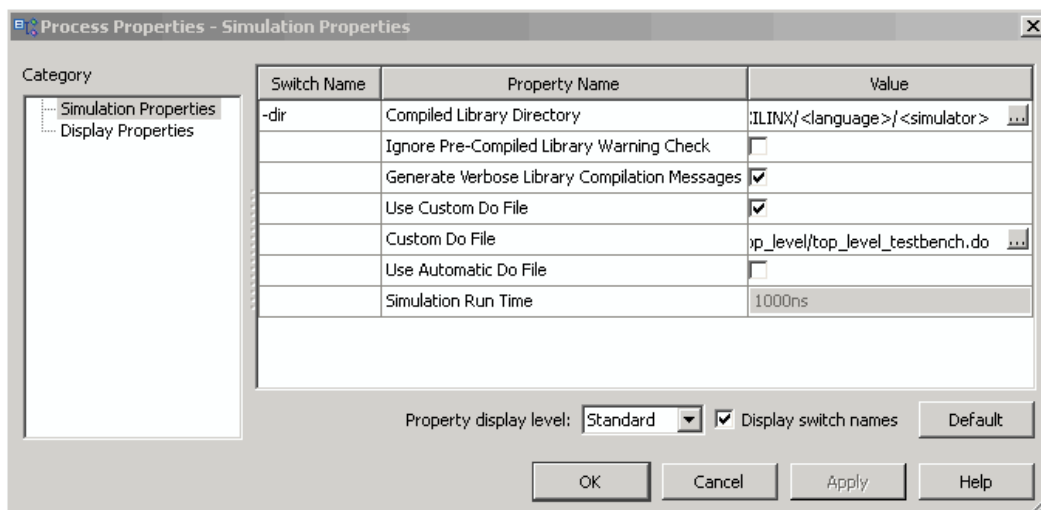 Process Properties - Simulation Properties
Category
Simulation Properties
Display Properties
Switch Name Property Name Value
-dir Compiled Library Directory :ILINX/<language>/<simulator> ...
Ignore Pre-Compiled Library Warning Check
Generate Verbose Library Compilation Messages
Use Custom Do File
Custom Do File op_level/top_level_testbench.do ...
Use Automatic Do File
Simulation Run Time 1000ns
Property display level: Standard Display switch names Default
OK Cancel Apply Help